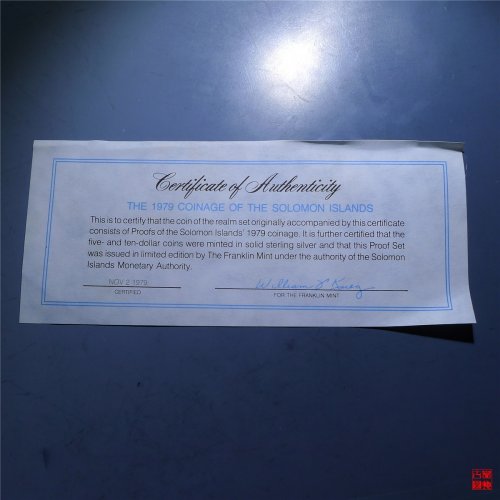 Certificate of Authenticity
THE 1979 COINAGE OF THE SOLOMON ISLANDS
This is to certify that the coin of the realm set originally accompanied by this certificate
consists of Proofs of the Solomon Islands' 1979 coinage. It is further certified that the
five- and ten-dollar coins were minted in solid sterling silver and that this Proof Set
was issued in limited edition by The Franklin Mint under the authority of the Solomon
Islands Monetary Authority.
NOV 2 1979
CERTIFIED
William
FOR THE FRANKLIN MINT